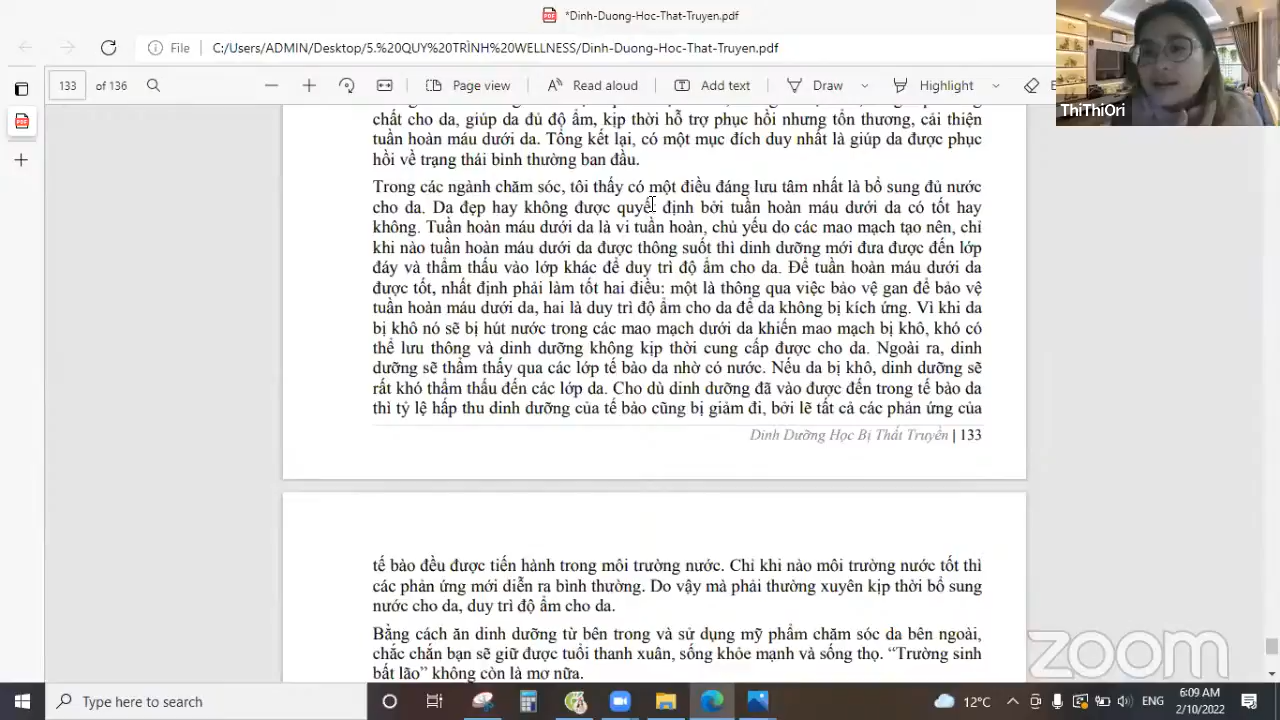 *Dinh-Duong-Hoc-That-Truyen.pdf
File
C:/Users/ADMIN/Desktop/5.%20QUY%20TRÌNH%20WELLNESS/Dinh-Duong-Hoc-That-Truyen.pdf
133 of 136
Page view
Read aloud
Add text
Draw
Highlight
ThiThiOri
chất cho da, giúp da đủ độ ẩm, kịp thời hỗ trợ phục hồi nhưng tổn thương, cải thiện
tuần hoàn máu dưới da. Tổng kết lại, có một mục đích duy nhất là giúp da được phục
hồi về trạng thái bình thường ban đầu.
Trong các ngành chăm sóc, tôi thấy có một điều đáng lưu tâm nhất là bổ sung đủ nước
cho da. Da đẹp hay không được quyết định bởi tuần hoàn máu dưới da có tốt hay
không. Tuần hoàn máu dưới da là vi tuần hoàn, chủ yếu do các mao mạch tạo nên, chỉ
khi nào tuần hoàn máu dưới da được thông suốt thì dinh dưỡng mới đưa được đến lớp
đáy và thẩm thấu vào lớp khác để duy trì độ ẩm cho da. Để tuần hoàn máu dưới da
được tốt, nhất định phải làm tốt hai điều: một là thông qua việc bảo vệ gan để bảo vệ
tuần hoàn máu dưới da, hai là duy trì độ ẩm cho da để da không bị kích ứng. Vì khi da
bị khô nó sẽ bị hút nước trong các mao mạch dưới da khiến mao mạch bị khô, khó có
thể lưu thông và dinh dưỡng không kịp thời cung cấp được cho da. Ngoài ra, dinh
dưỡng sẽ thẩm thấy qua các lớp tế bào da nhờ có nước. Nếu da bị khô, dinh dưỡng sẽ
rất khó thẩm thấu đến các lớp da. Cho dù dinh dưỡng đã vào được đến trong tế bào da
thì tỷ lệ hấp thu dinh dưỡng của tế bào cũng bị giảm đi, bởi lẽ tất cả các phản ứng của
Dinh Dưỡng Học Bị Thất Truyền | 133
tế bào đều được tiến hành trong môi trường nước. Chỉ khi nào môi trường nước tốt thì
các phản ứng mới diễn ra bình thường. Do vậy mà phải thường xuyên kịp thời bổ sung
nước cho da, duy trì độ ẩm cho da.
Bằng cách ăn dinh dưỡng từ bên trong và sử dụng mỹ phẩm chăm sóc da bên ngoài,
chắc chắn bạn sẽ giữ được tuổi thanh xuân, sống khỏe mạnh và sống thọ. “Trường sinh
bất lão” không còn là mơ nữa.
zoom
Type here to search
12°C
ENG
6:09 AM
2/10/2022